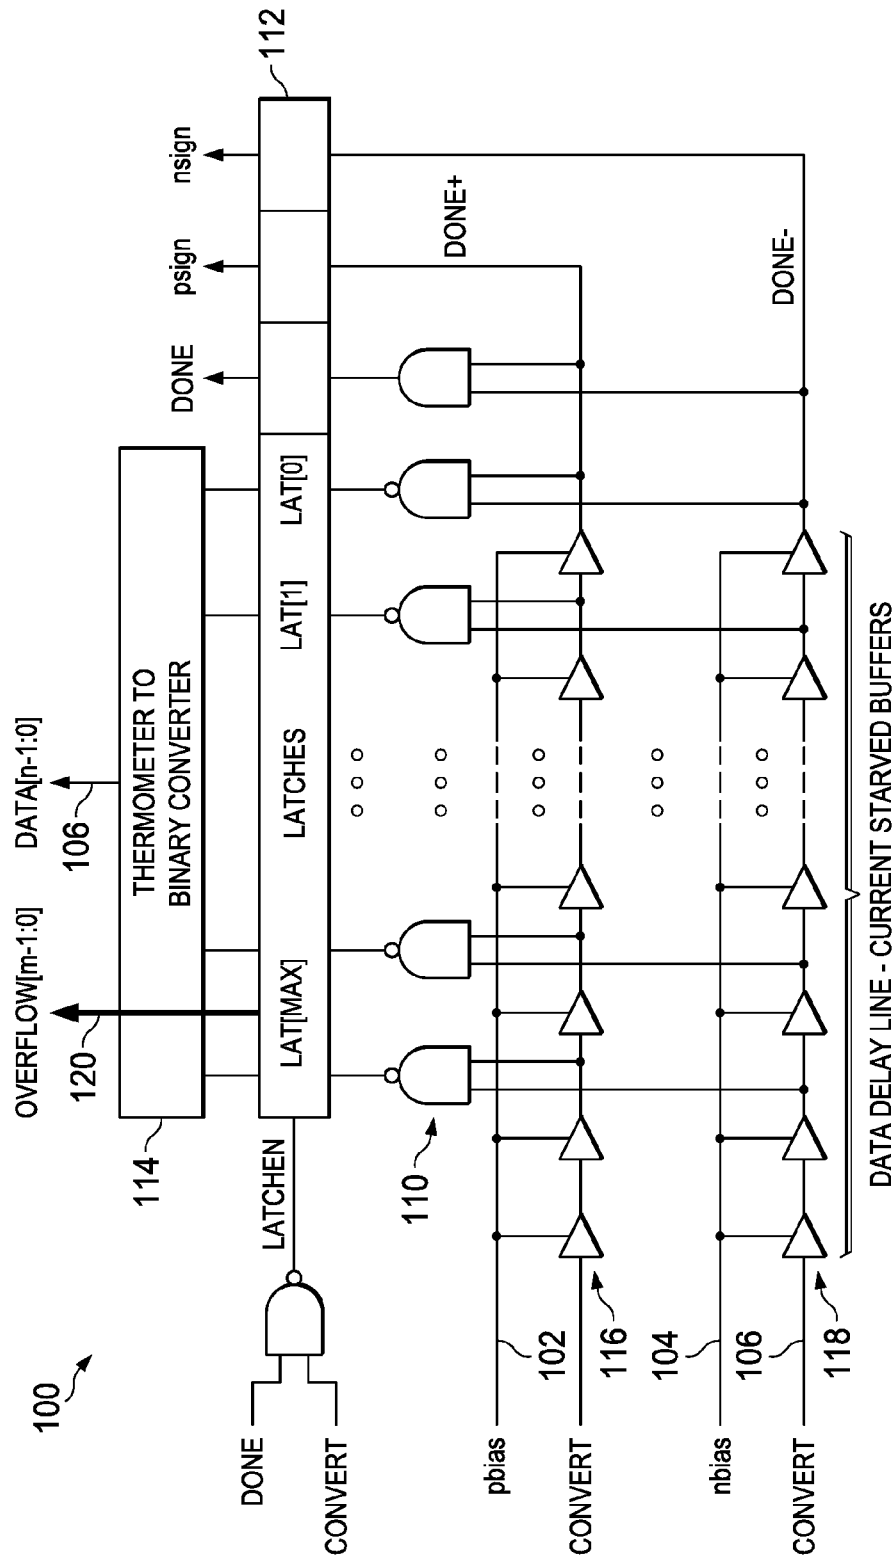 100
OVERFLOW[m-1:0]
DATA[n-1:0]
120
106
114
THERMOMETER TO
BINARY CONVERTER
DONE
psign
nsign
112
DONE
CONVERT
LATCHEN
LAT[MAX]
LATCHES
LAT[1]
LAT[0]
110
DONE+
pbias
102
CONVERT
116
nbias
104
CONVERT
106
118
DONE-
DATA DELAY LINE - CURRENT STARVED BUFFERS